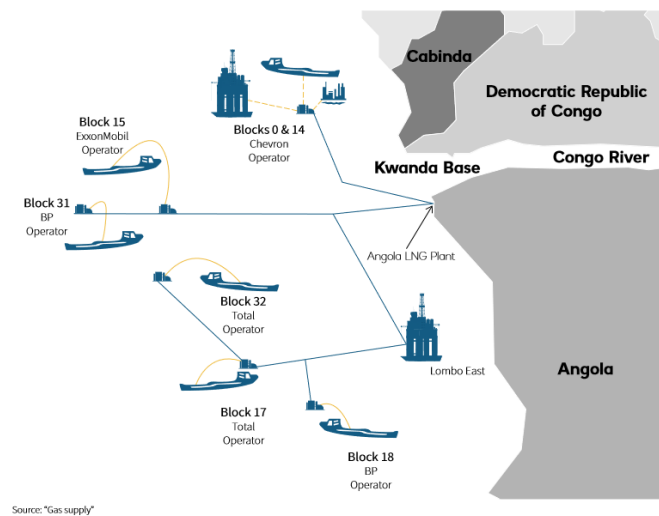 Cabinda
Democratic Republic
of Congo
Block 15
ExxonMobil
Operator
Blocks 0 & 14
Chevron
Operator
Kwanda Base
Congo River
Block 31
BP
Operator
Angola LNG Plant
Block 32
Total
Operator
Lombo East
Angola
Block 17
Total
Operator
Block 18
BP
Operator
Source: "Gas supply"